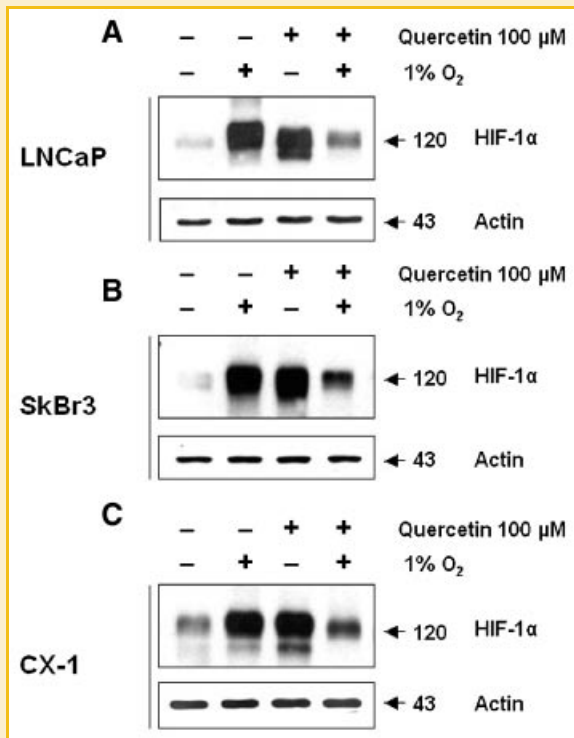 A
– – + + Quercetin 100 μM
– + – + 1% O₂
LNCaP
120 HIF-1α
43 Actin
B
– – + + Quercetin 100 μM
– + – + 1% O₂
SkBr3
120 HIF-1α
43 Actin
C
– – + + Quercetin 100 μM
– + – + 1% O₂
CX-1
120 HIF-1α
43 Actin